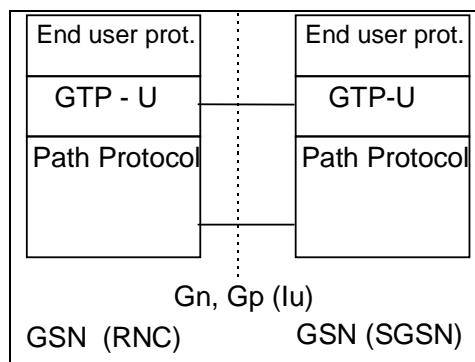 End user prot.
End user prot.
GTP - U
GTP-U
Path Protocol
Path Protocol
Gn, Gp (Iu)
GSN (RNC)
GSN (SGSN)